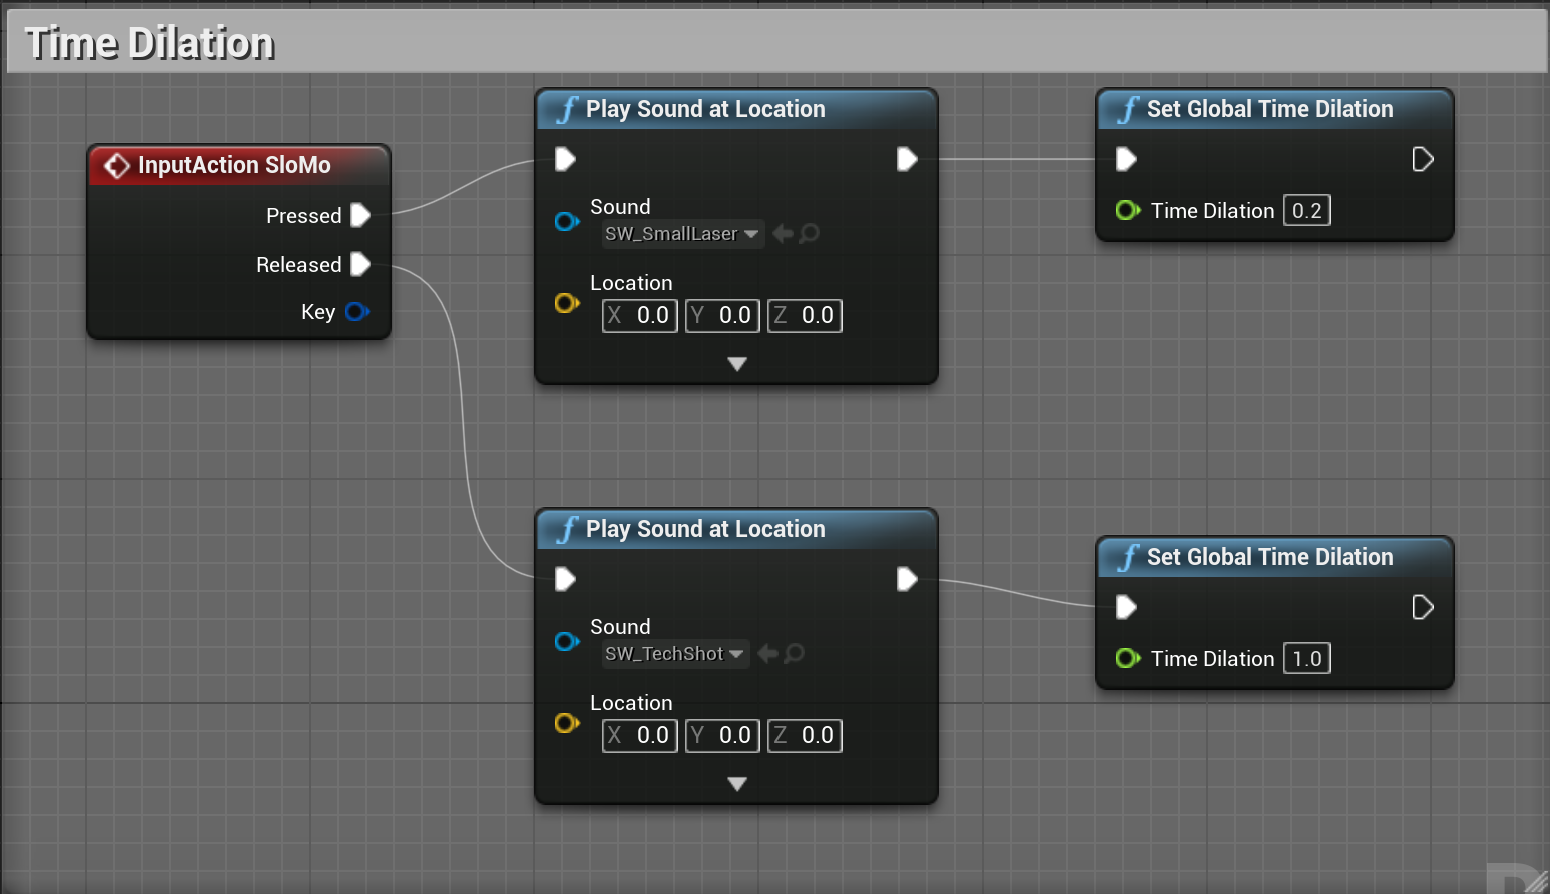 Time Dilation
InputAction SloMo
Pressed
Released
Key
Play Sound at Location
Sound
SW_SmallLaser
Location
X 0.0 Y 0.0 Z 0.0
Set Global Time Dilation
Time Dilation 0.2
Play Sound at Location
Sound
SW_TechShot
Location
X 0.0 Y 0.0 Z 0.0
Set Global Time Dilation
Time Dilation 1.0